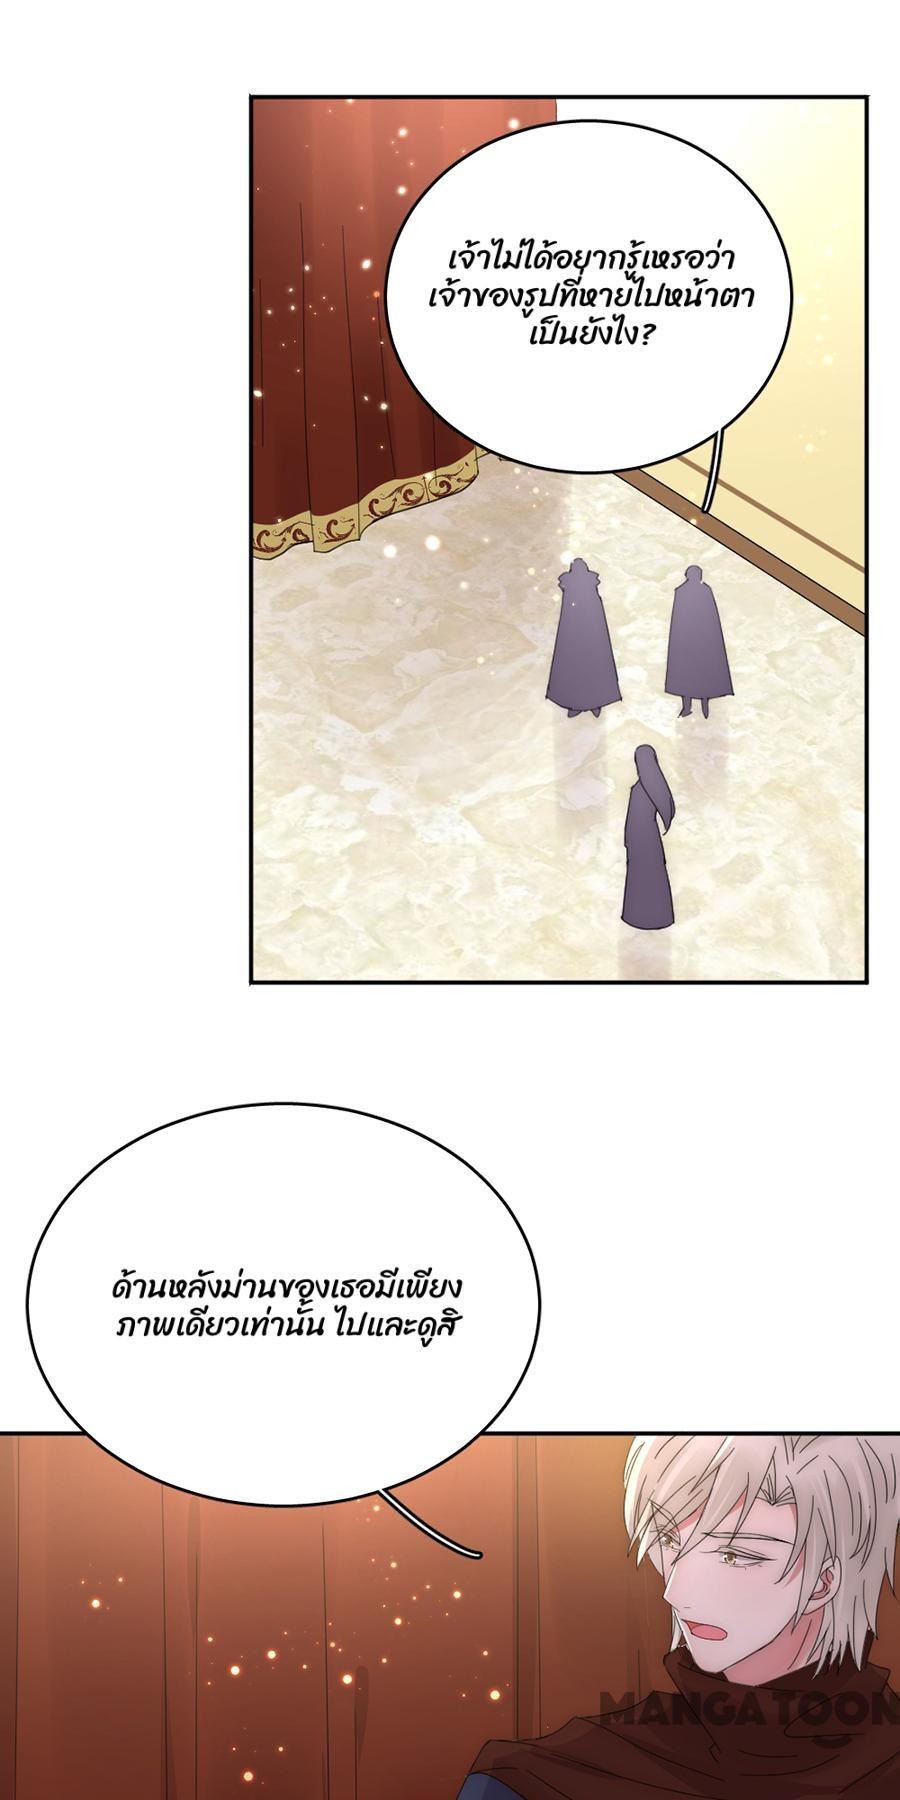 เจ้าไม่ได้อยากรู้เหรอว่า
เจ้าของรูปที่หายไปหน้าตา
เป็นยังไง?
ด้านหลังม่านของเธอมีเพียง
ภาพเดียวเท่านั้น ไปและดูสิ
MANGA TOON